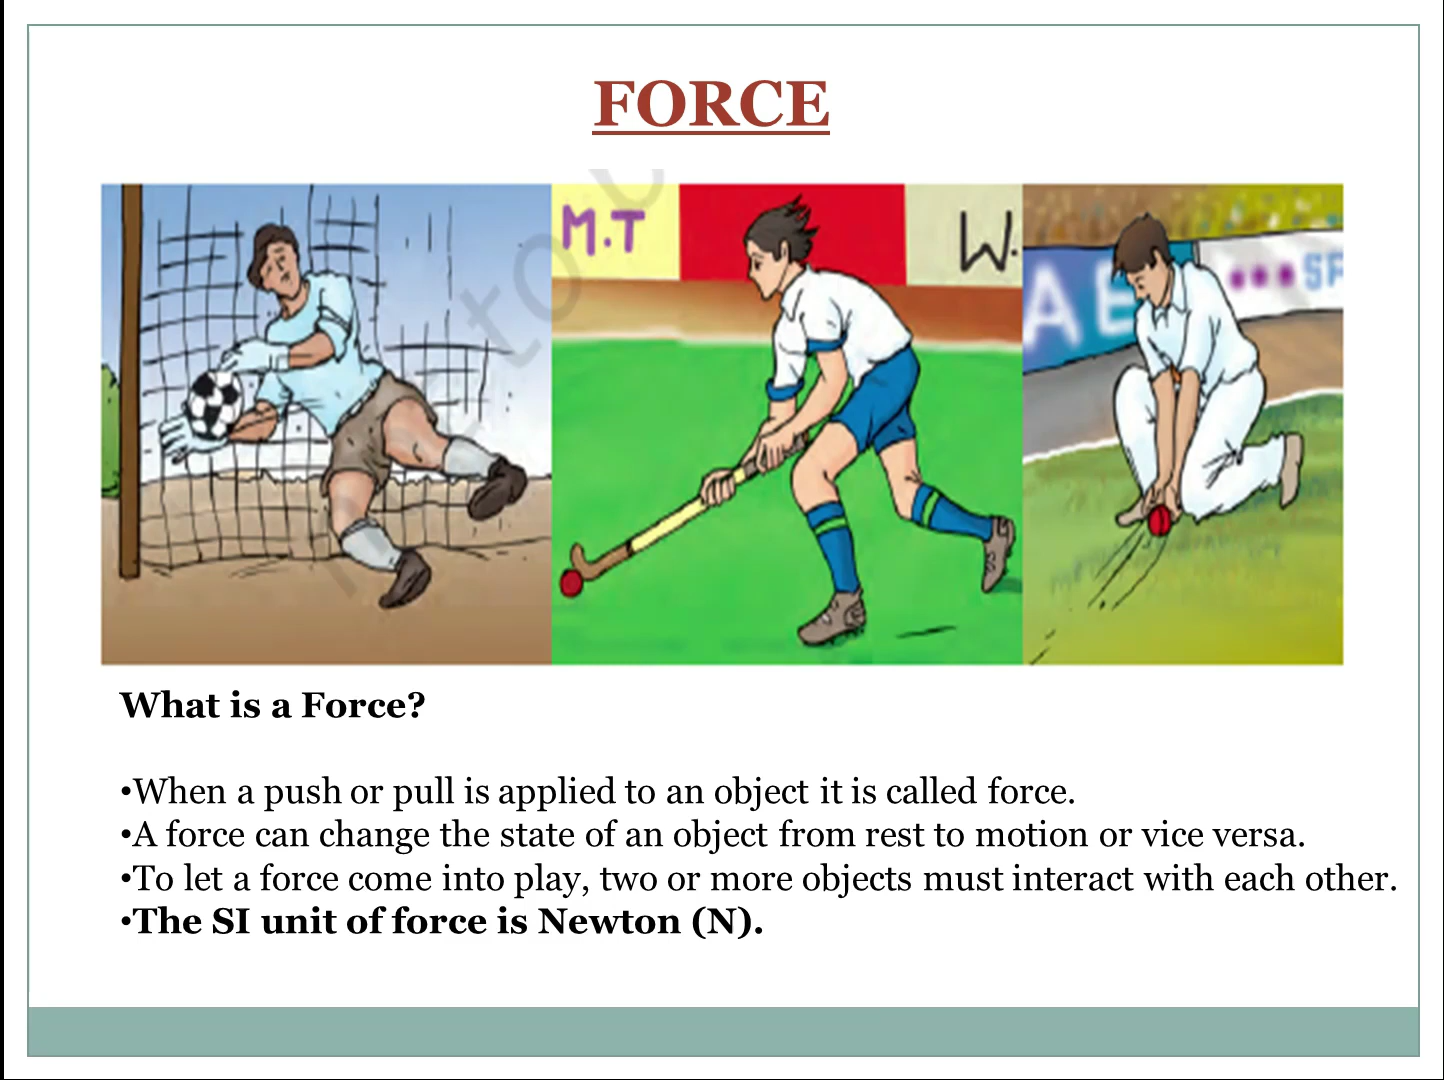 FORCE
M.T
W.
A E
SP
What is a Force?
•When a push or pull is applied to an object it is called force.
•A force can change the state of an object from rest to motion or vice versa.
•To let a force come into play, two or more objects must interact with each other.
•The SI unit of force is Newton (N).